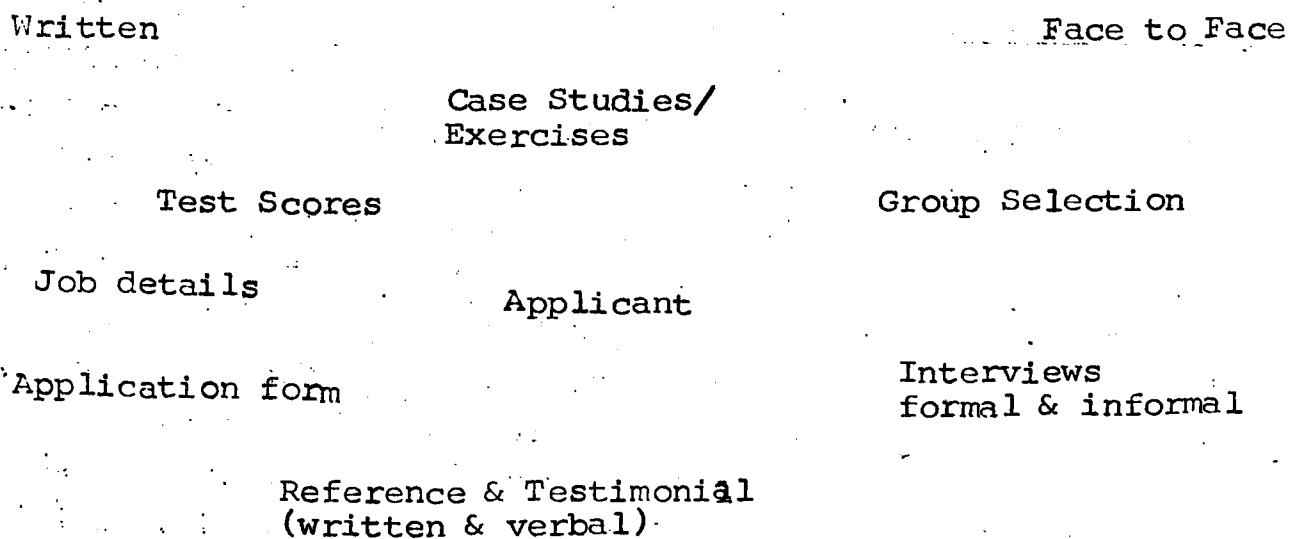 Written Face to Face
Case Studies/
Exercises
Test Scores Group Selection
Job details Applicant
Application form Interviews
formal & informal
Reference & Testimonial
(written & verbal)